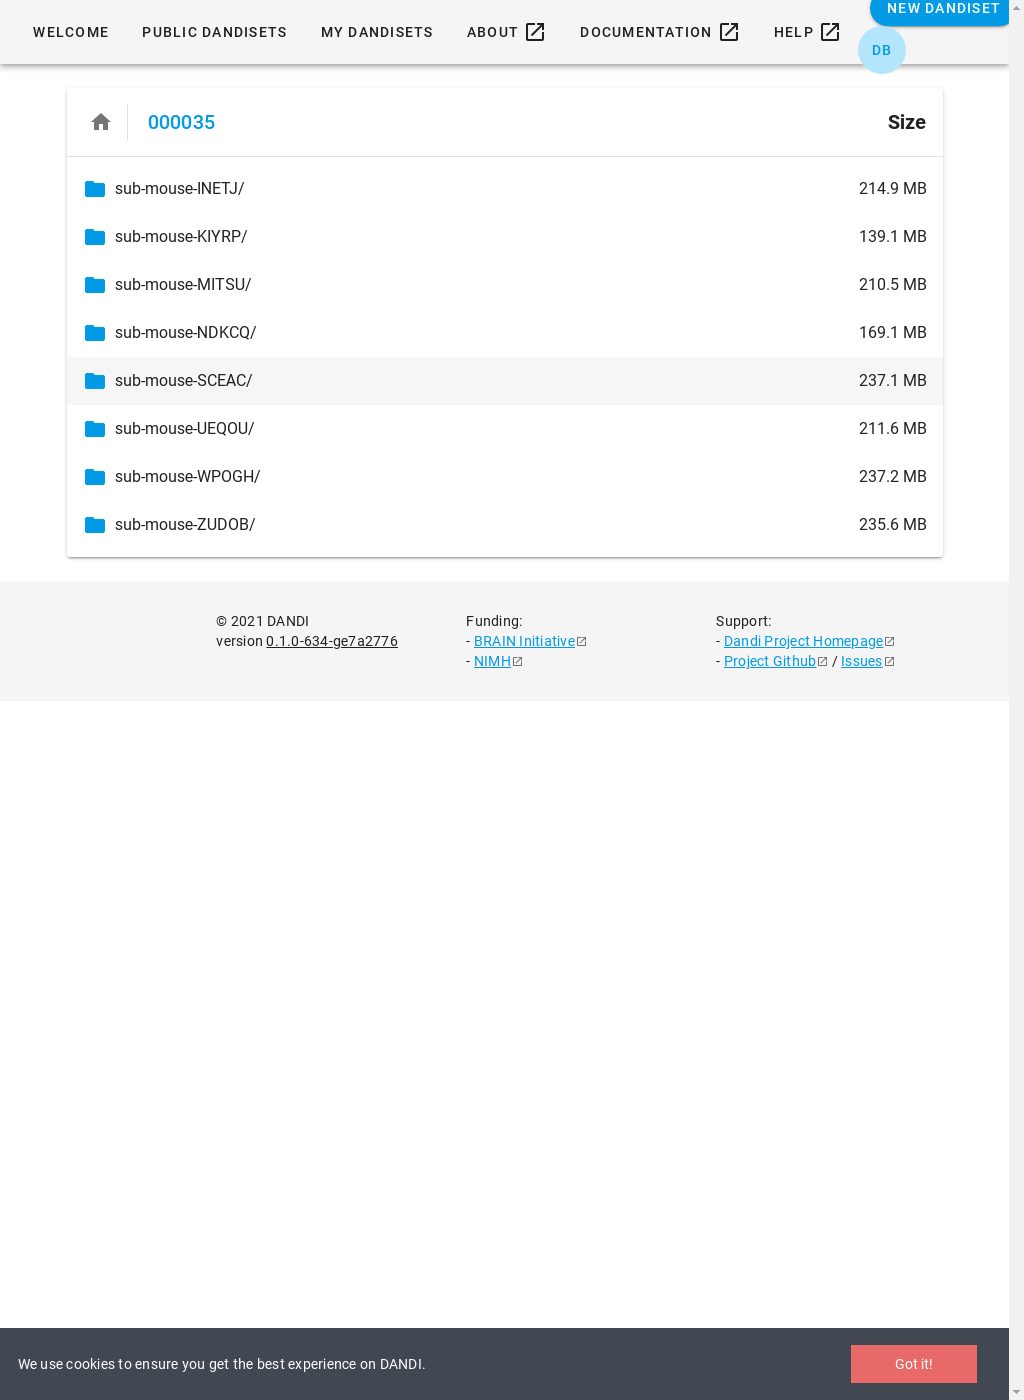 NEW DANDISET
WELCOME PUBLIC DANDISETS MY DANDISETS ABOUT DOCUMENTATION HELP
DB
000035 Size
sub-mouse-INETJ/ 214.9 MB
sub-mouse-KIYRP/ 139.1 MB
sub-mouse-MITSU/ 210.5 MB
sub-mouse-NDKCQ/ 169.1 MB
sub-mouse-SCEAC/ 237.1 MB
sub-mouse-UEQOU/ 211.6 MB
sub-mouse-WPOGH/ 237.2 MB
sub-mouse-ZUDOB/ 235.6 MB
© 2021 DANDI
version 0.1.0-634-ge7a2776
Funding:
- BRAIN Initiative
- NIMH
Support:
- Dandi Project Homepage
- Project Github / Issues
We use cookies to ensure you get the best experience on DANDI. Got it!